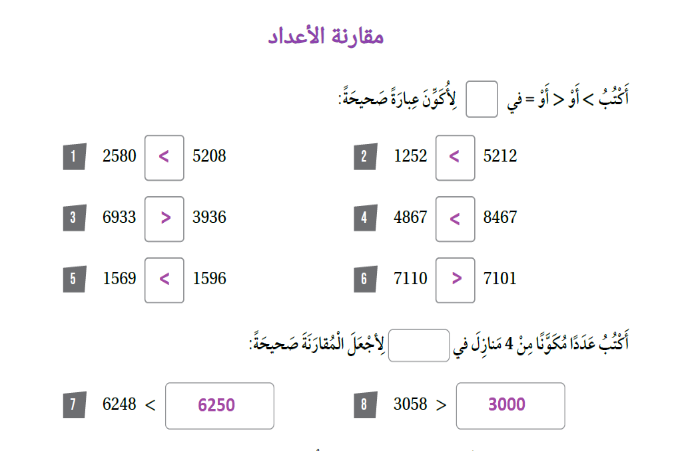 مقارنة الأعداد
أَكْتُبُ > أَوْ < أَوْ = في لِأُكَوِّنَ عِبارَةً صَحيحَةً:
1 2580 < 5208 2 1252 < 5212
3 6933 > 3936 4 4867 < 8467
5 1569 < 1596 6 7110 > 7101
أَكْتُبُ عَدَدًا مُكَوَّنًا مِنْ 4 مَنازِلَ في لِأجْعَلَ الْمُقارَنَةَ صَحيحَةً:
7 6248 < 6250 8 3058 > 3000